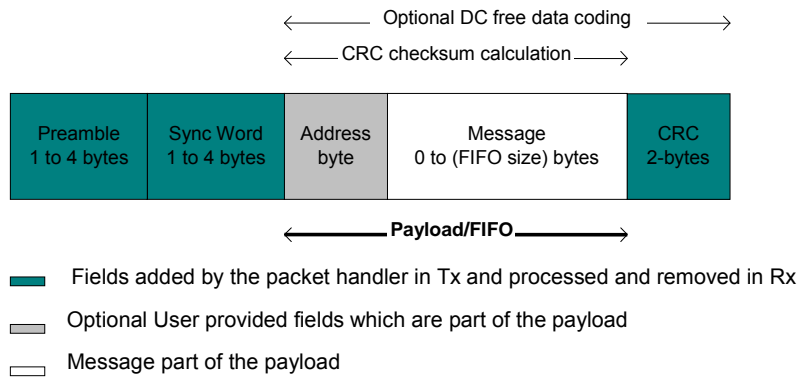 Optional DC free data coding
CRC checksum calculation
Preamble
1 to 4 bytes
Sync Word
1 to 4 bytes
Address
byte
Message
0 to (FIFO size) bytes
CRC
2-bytes
Payload/FIFO
Fields added by the packet handler in Tx and processed and removed in Rx
Optional User provided fields which are part of the payload
Message part of the payload